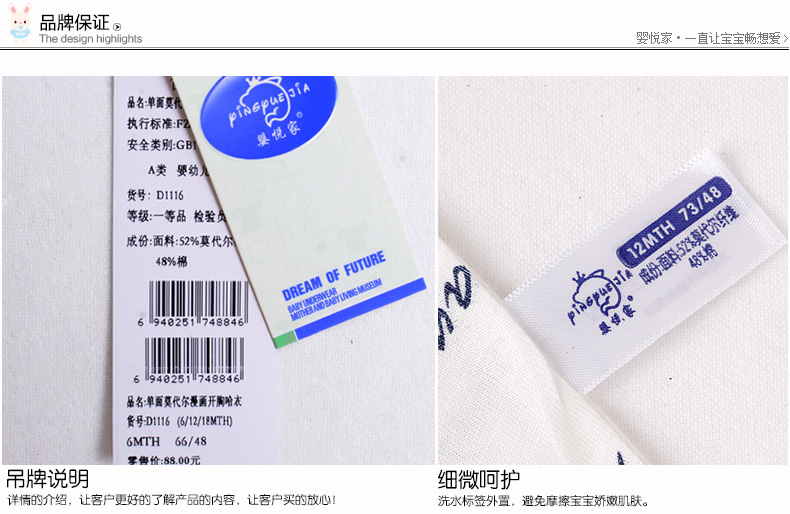 品牌保证
The design highlights
婴悦家•一直让宝宝畅想爱
品名:单面莫代
执行标准:FZ
安全类别:GB1
A类 婴幼儿
货号: D1116
等级:一等品 检验员
成份:面料:52%莫代尔
48%棉
6 940251 748846
6 940251 748846
品名:单面莫代尔漫画开胸哈衣
货号:D1116 (6/12/18MTH)
6MTH 66/48
零售价:88.00元
YINGYUEJIA
婴悦家
DREAM OF FUTURE
BABY UNDERWEAR
MOTHER AND BABY LIVING MUSEUM
12MTH 73/48
成份:面料:52%莫代尔纤维
48%棉
YINGYUEJIA
婴悦家
吊牌说明
详情的介绍，让客户更好的了解产品的内容，让客户买的放心！
细微呵护
洗水标签外置，避免摩擦宝宝娇嫩肌肤。